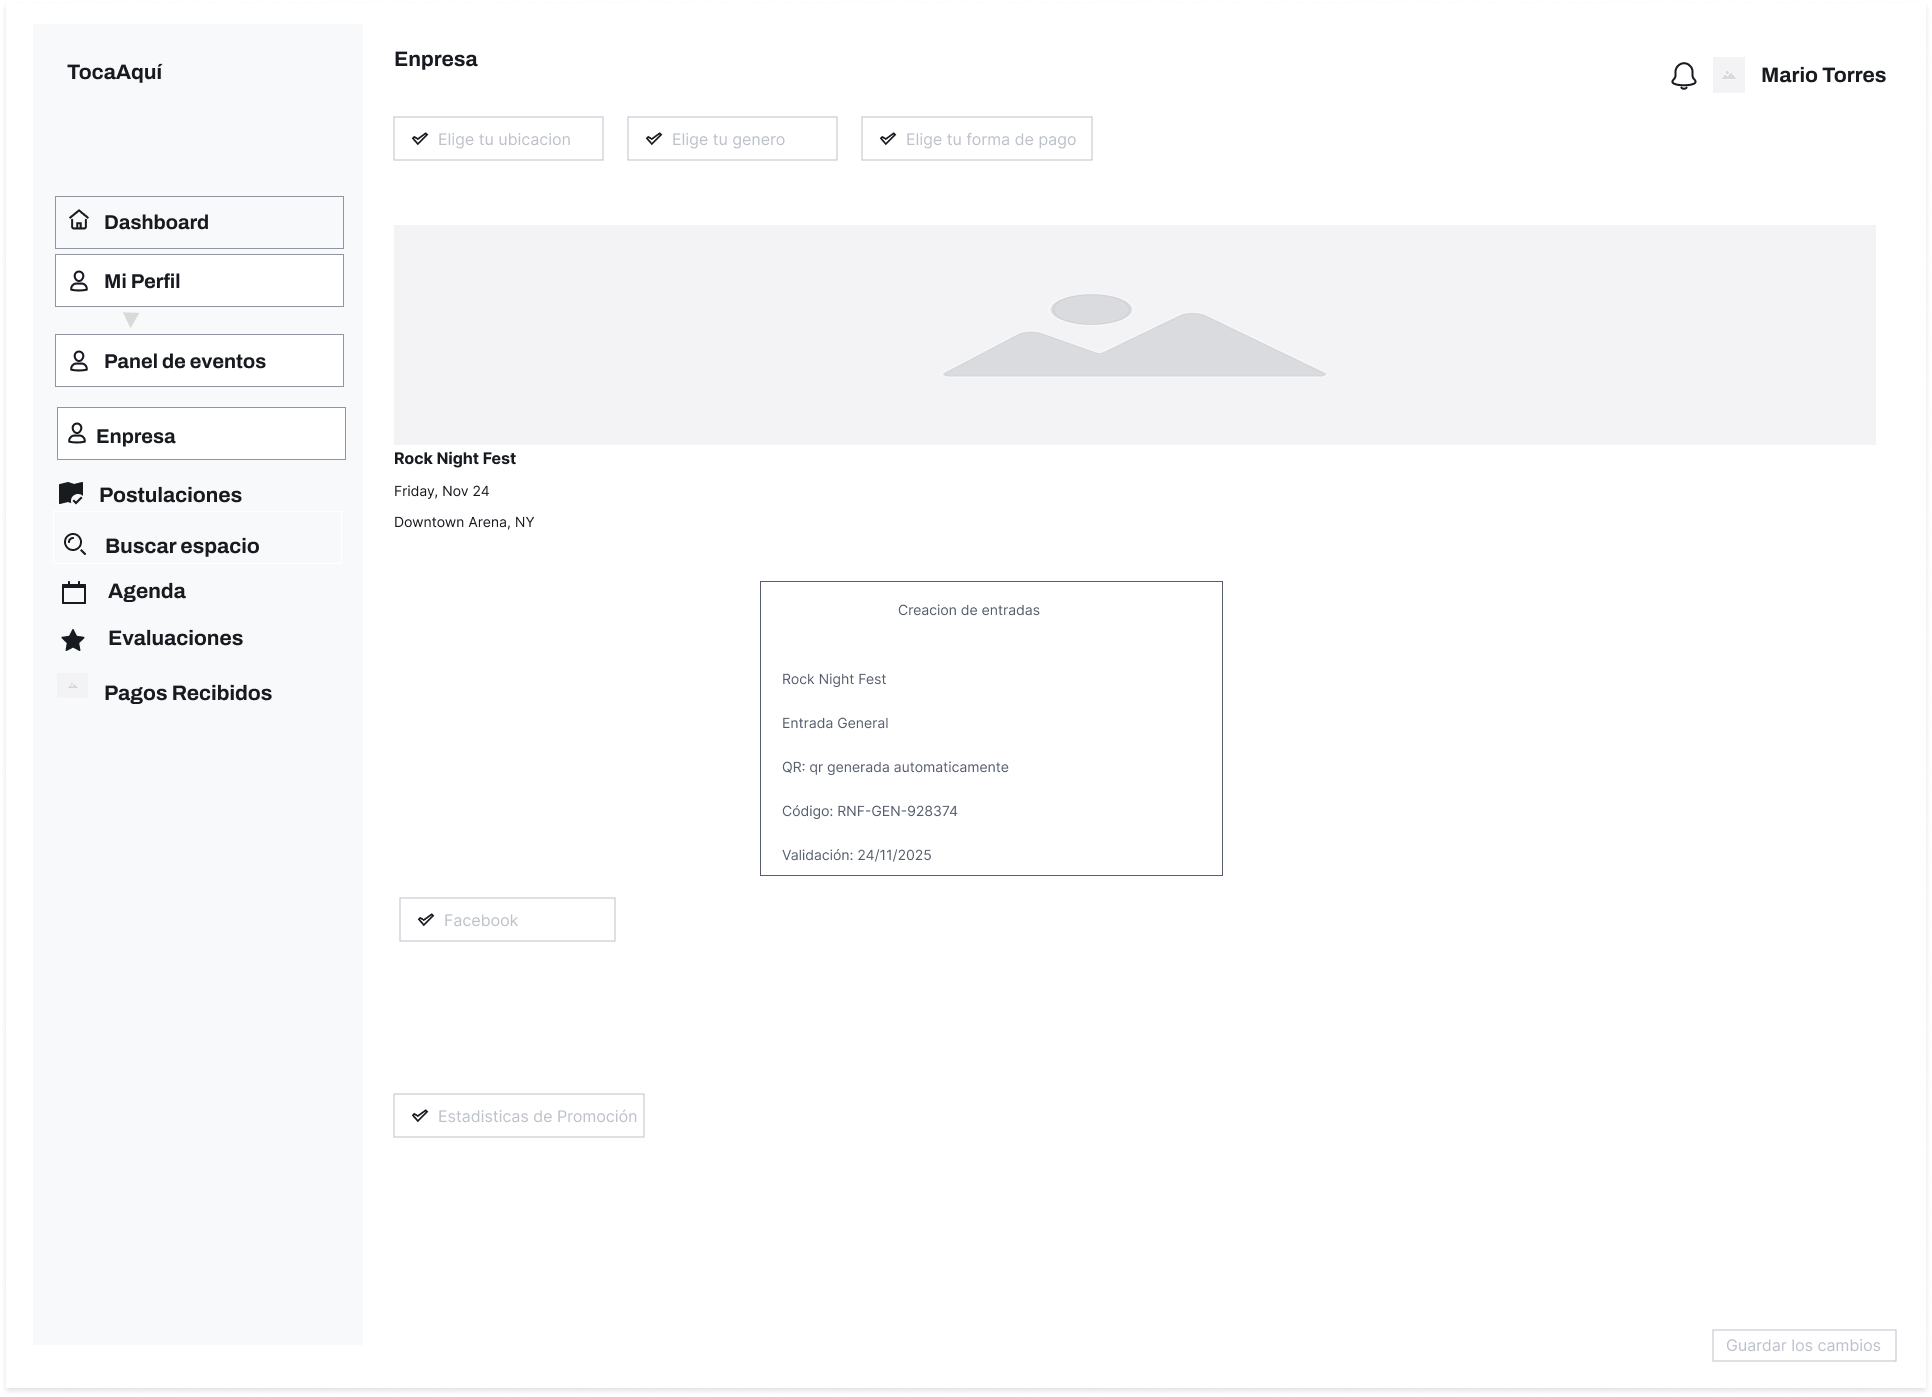 TocaAquí
Enpresa
Mario Torres
Elige tu ubicacion
Elige tu genero
Elige tu forma de pago
Dashboard
Mi Perfil
Panel de eventos
Enpresa
Postulaciones
Buscar espacio
Agenda
Evaluaciones
Pagos Recibidos
Rock Night Fest
Friday, Nov 24
Downtown Arena, NY
Creacion de entradas
Rock Night Fest
Entrada General
QR: qr generada automaticamente
Código: RNF-GEN-928374
Validación: 24/11/2025
Facebook
Estadisticas de Promoción
Guardar los cambios